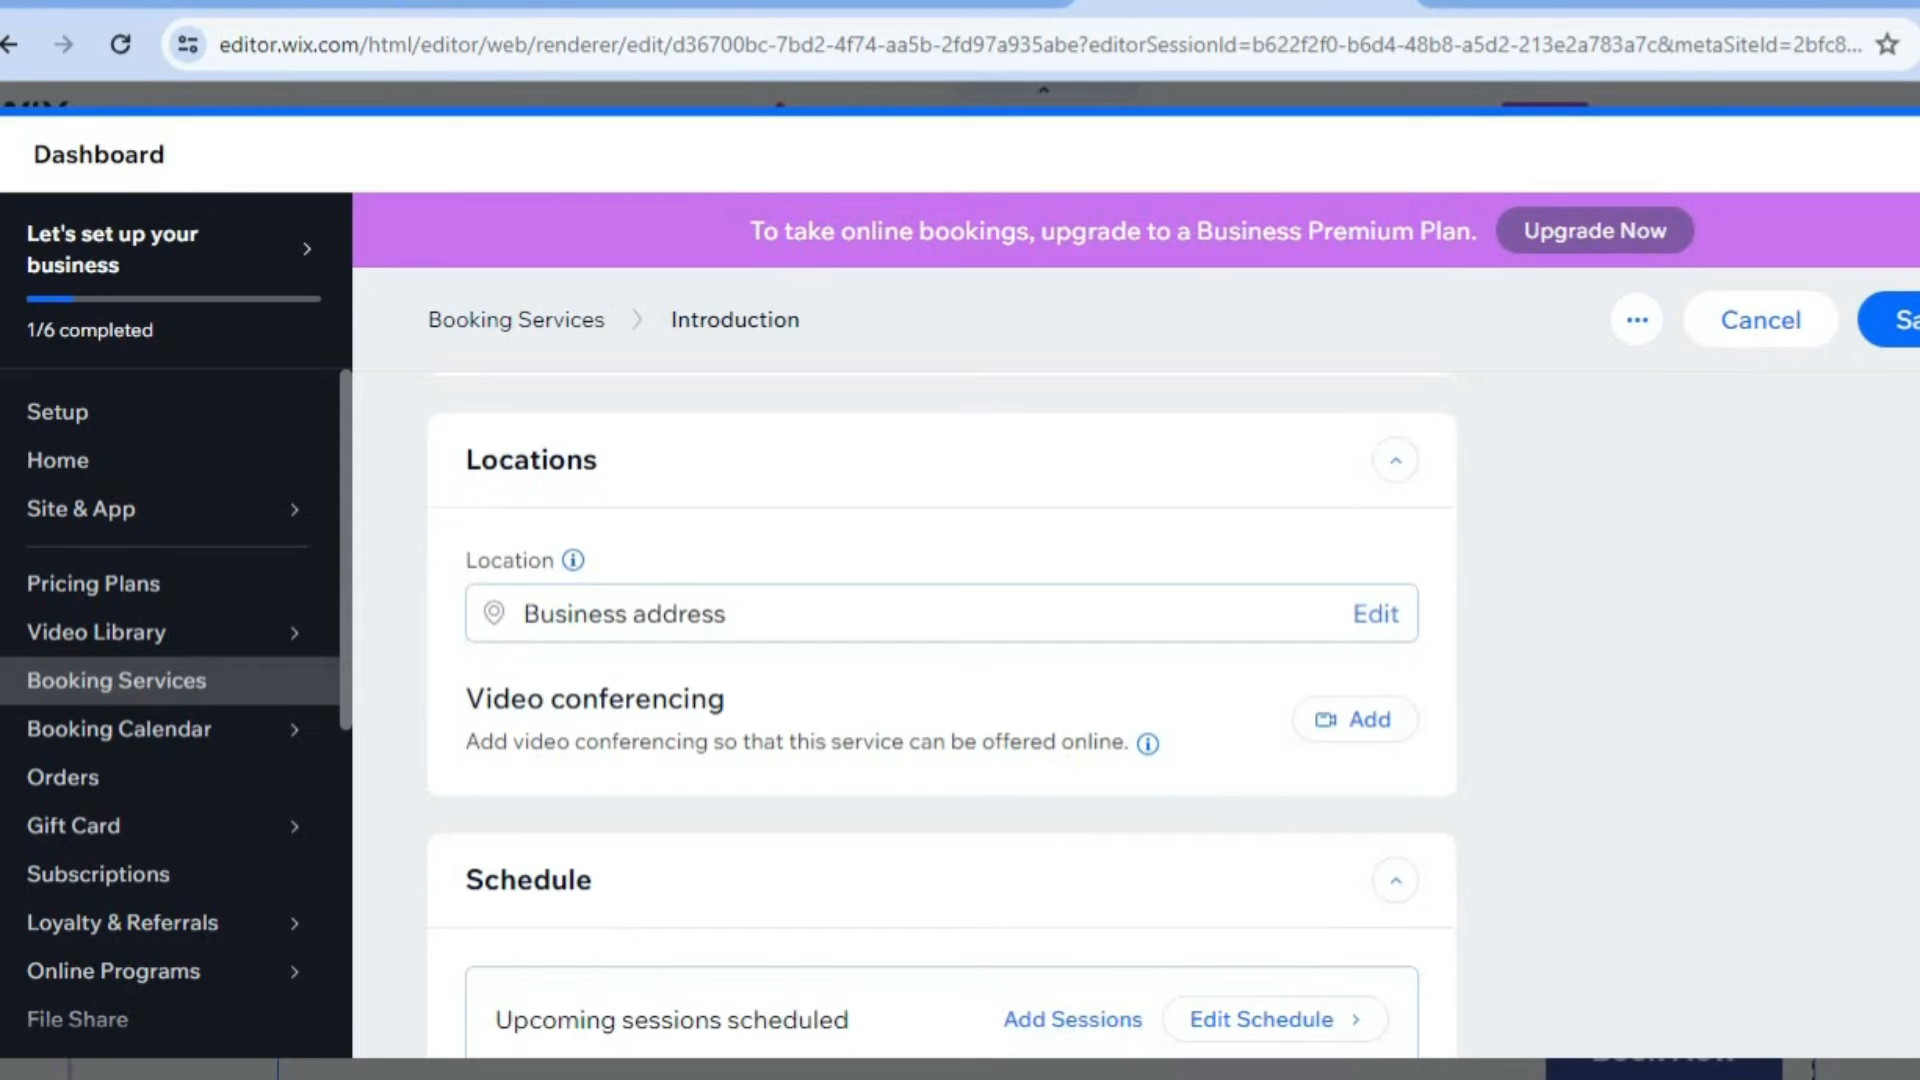 editor.wix.com/html/editor/web/renderer/edit/d36700bc-7bd2-4f74-aa5b-2fd97a935abe?editorSessionId=b622f2f0-b6d4-48b8-a5d2-213e2a783a7c&metaSiteId=2bfc8...
Dashboard
Let's set up your
business
1/6 completed
To take online bookings, upgrade to a Business Premium Plan.
Upgrade Now
Booking Services
Introduction
Cancel
Setup
Home
Site & App
Pricing Plans
Video Library
Booking Services
Booking Calendar
Orders
Gift Card
Subscriptions
Loyalty & Referrals
Online Programs
File Share
Locations
Location
Business address
Edit
Video conferencing
Add video conferencing so that this service can be offered online.
Add
Schedule
Upcoming sessions scheduled
Add Sessions
Edit Schedule